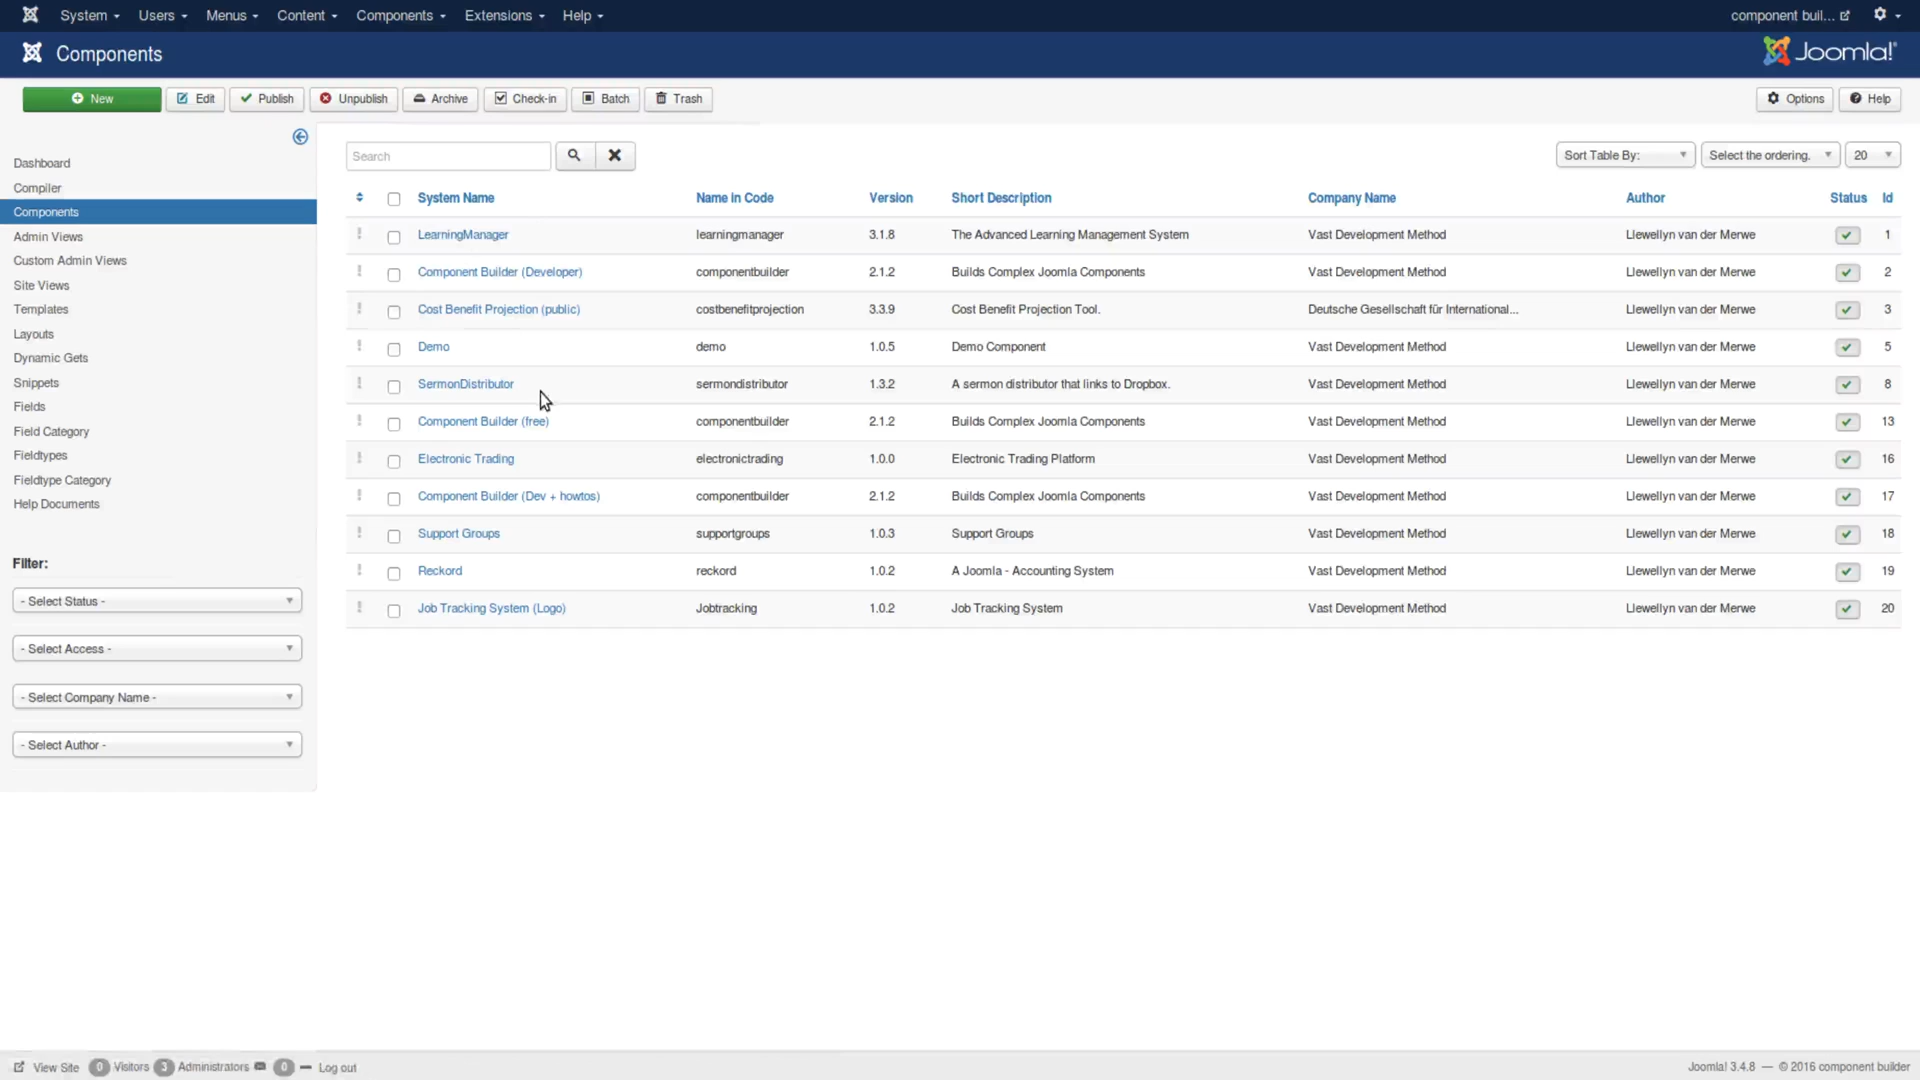 System Users Menus Content Components Extensions Help component buil...
Components Joomla!®
New Edit Publish Unpublish Archive Check-in Batch Trash Options Help
Dashboard
Compiler
Components
Admin Views
Custom Admin Views
Site Views
Templates
Layouts
Dynamic Gets
Snippets
Fields
Field Category
Fieldtypes
Fieldtype Category
Help Documents
Filter:
- Select Status -
- Select Access -
- Select Company Name -
- Select Author -
Search Sort Table By: Select the ordering. 20
System Name Name in Code Version Short Description Company Name Author Status Id
LearningManager learningmanager 3.1.8 The Advanced Learning Management System Vast Development Method Llewellyn van der Merwe 1
Component Builder (Developer) componentbuilder 2.1.2 Builds Complex Joomla Components Vast Development Method Llewellyn van der Merwe 2
Cost Benefit Projection (public) costbenefitprojection 3.3.9 Cost Benefit Projection Tool. Deutsche Gesellschaft für International... Llewellyn van der Merwe 3
Demo demo 1.0.5 Demo Component Vast Development Method Llewellyn van der Merwe 5
SermonDistributor sermondistributor 1.3.2 A sermon distributor that links to Dropbox. Vast Development Method Llewellyn van der Merwe 8
Component Builder (free) componentbuilder 2.1.2 Builds Complex Joomla Components Vast Development Method Llewellyn van der Merwe 13
Electronic Trading electronictrading 1.0.0 Electronic Trading Platform Vast Development Method Llewellyn van der Merwe 16
Component Builder (Dev + howtos) componentbuilder 2.1.2 Builds Complex Joomla Components Vast Development Method Llewellyn van der Merwe 17
Support Groups supportgroups 1.0.3 Support Groups Vast Development Method Llewellyn van der Merwe 18
Reckord reckord 1.0.2 A Joomla - Accounting System Vast Development Method Llewellyn van der Merwe 19
Job Tracking System (Logo) Jobtracking 1.0.2 Job Tracking System Vast Development Method Llewellyn van der Merwe 20
View Site 0 Visitors 3 Administrators 0 Log out Joomla! 3.4.8 — © 2016 component builder